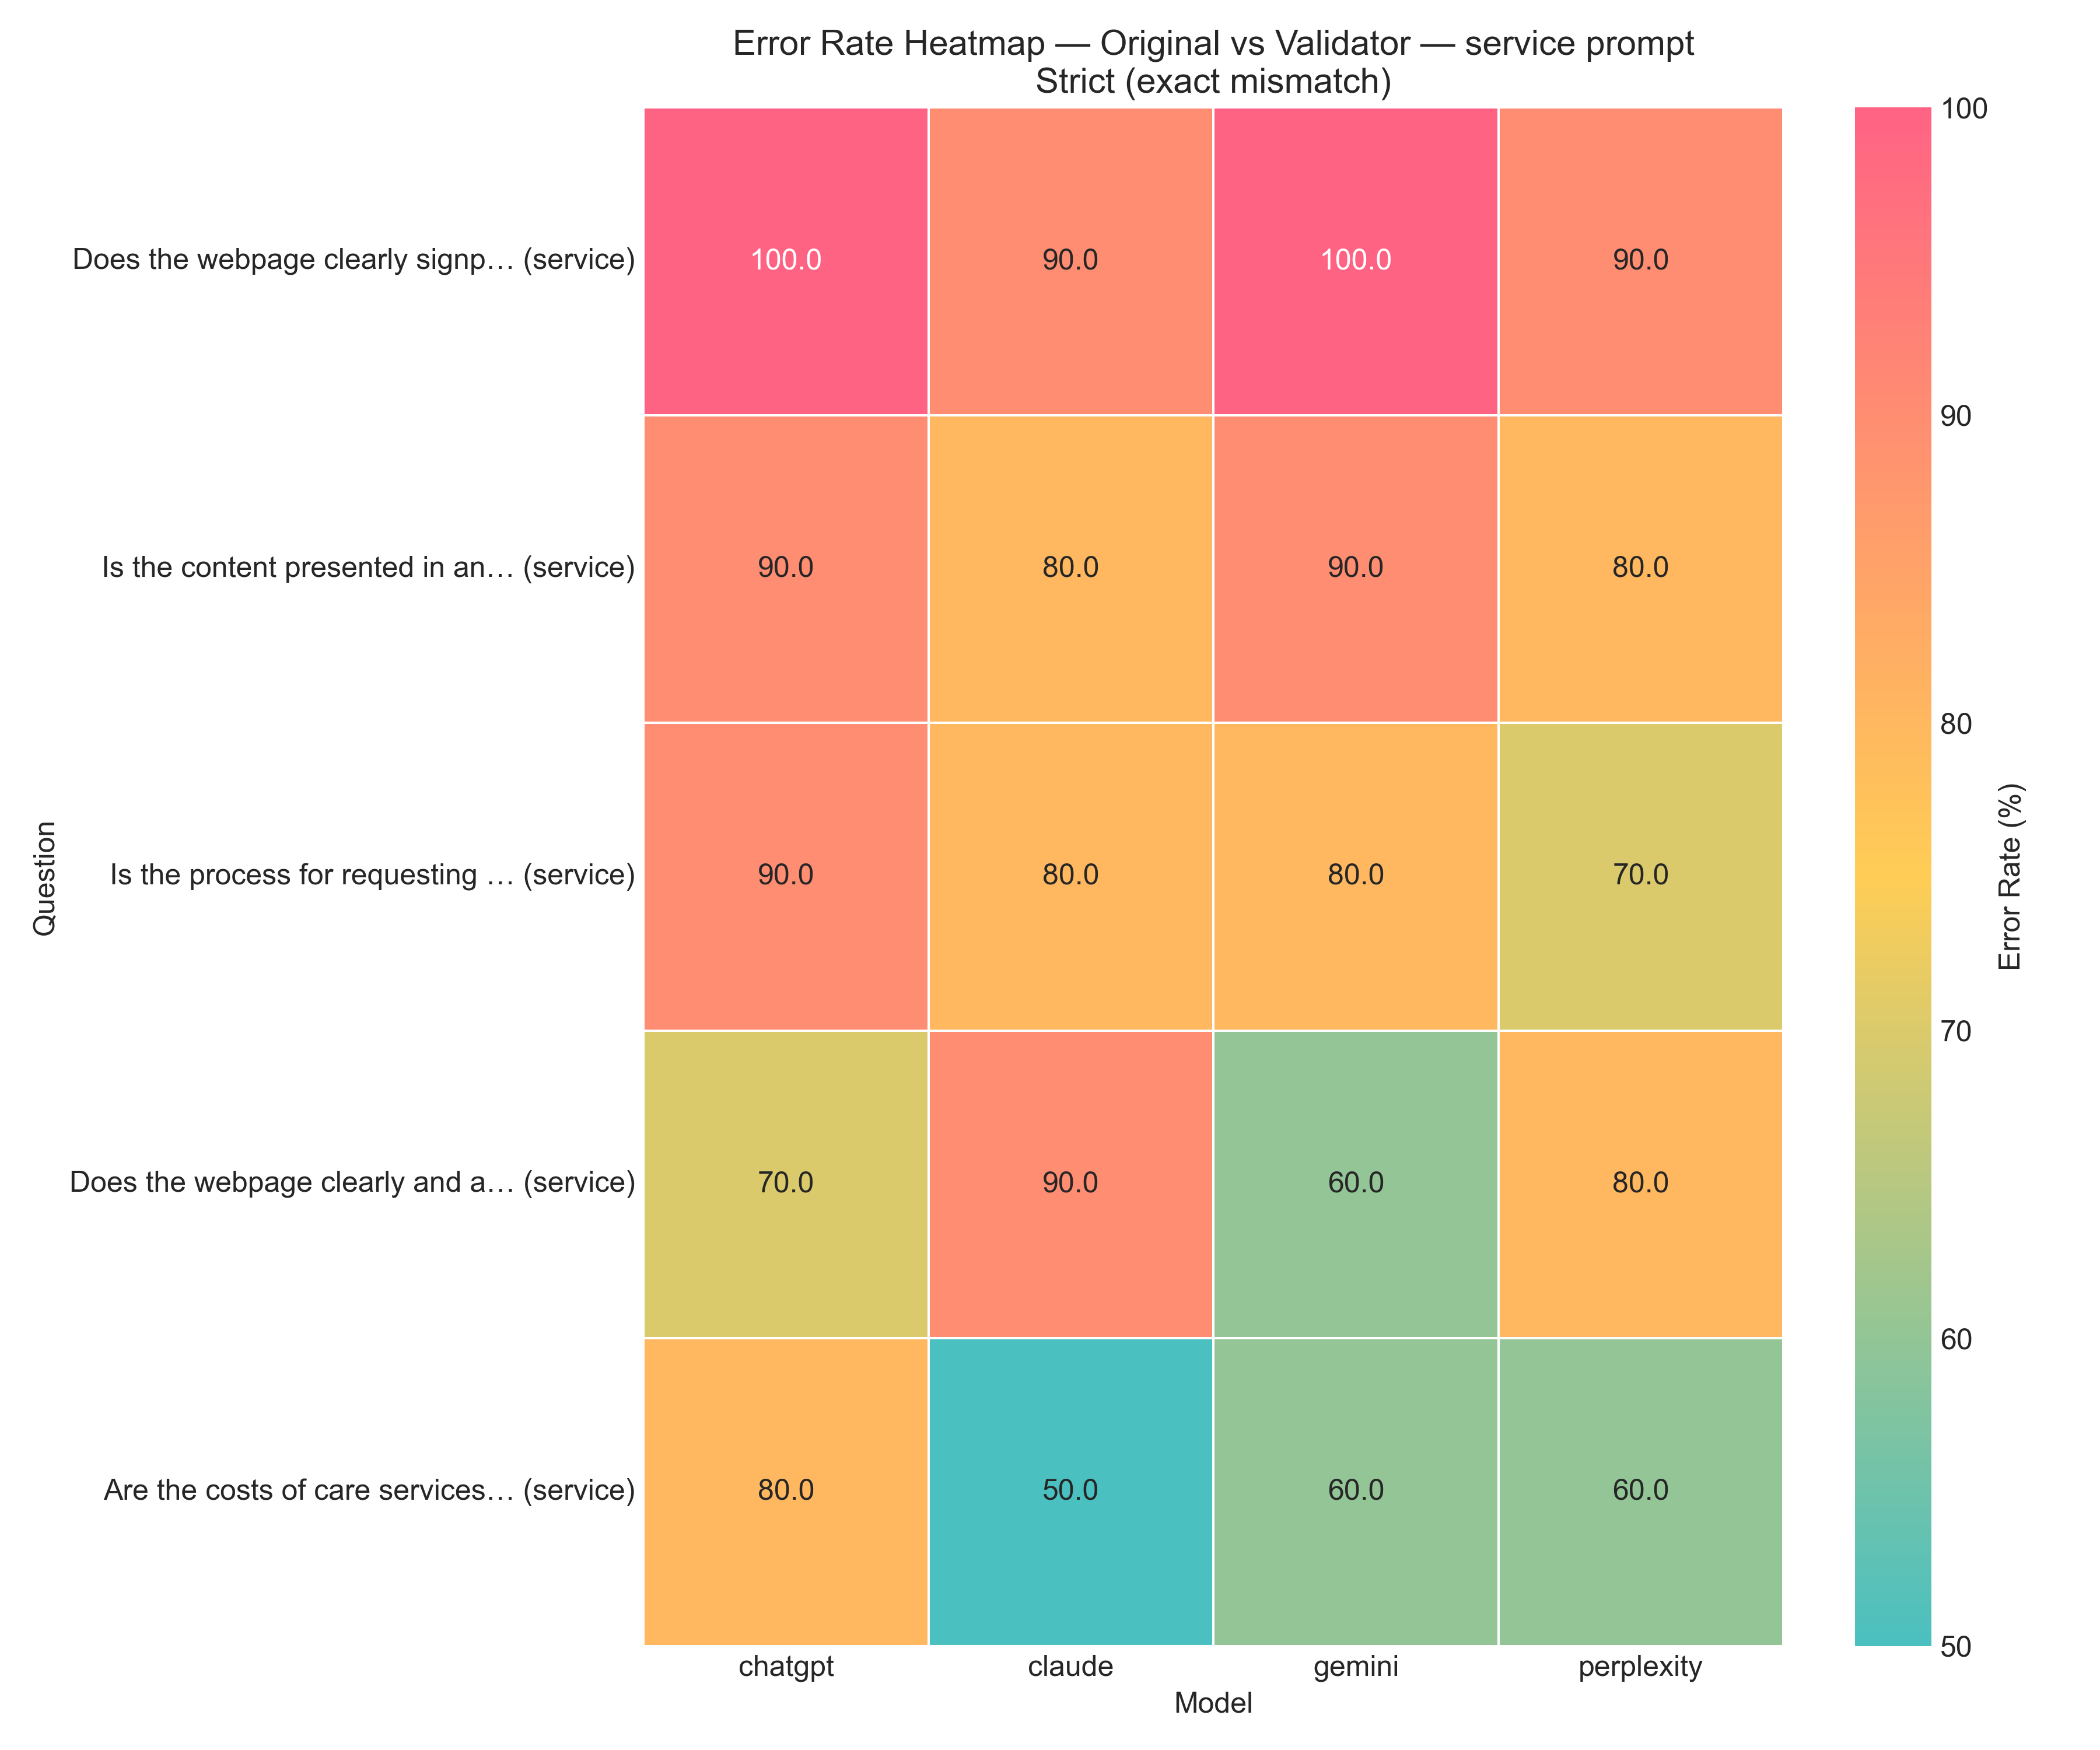 Error Rate Heatmap — Original vs Validator — service prompt
Strict (exact mismatch)
Does the webpage clearly signp… (service)
100.0 90.0 100.0 90.0
Is the content presented in an… (service)
90.0 80.0 90.0 80.0
Is the process for requesting … (service)
90.0 80.0 80.0 70.0
Does the webpage clearly and a… (service)
70.0 90.0 60.0 80.0
Are the costs of care services… (service)
80.0 50.0 60.0 60.0
chatgpt claude gemini perplexity
Model
Question
100
90
80
70
60
50
Error Rate (%)